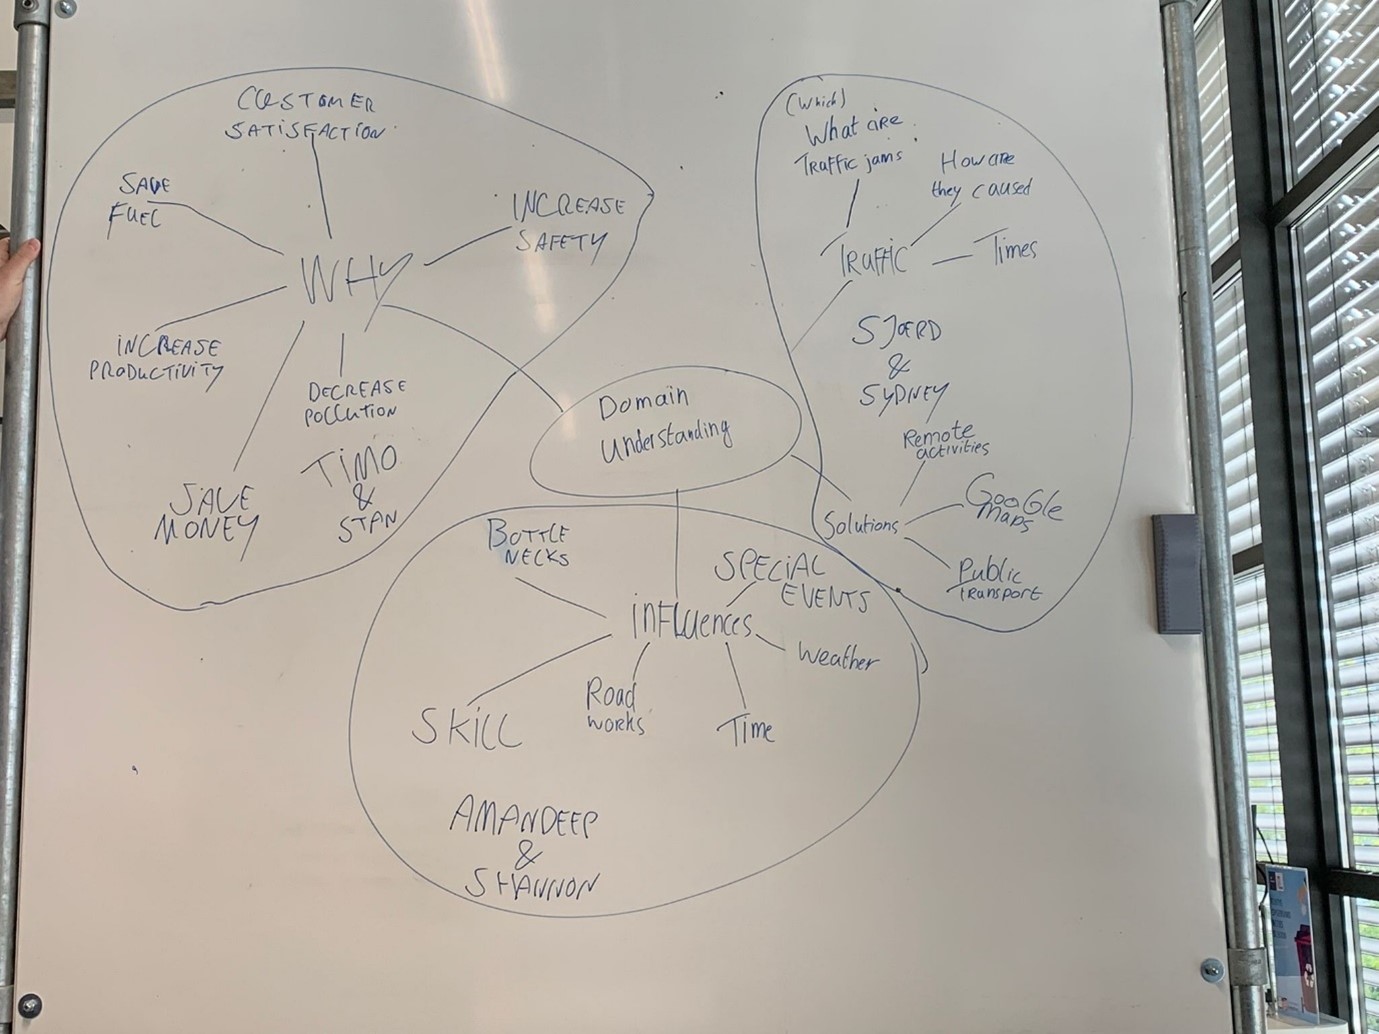 CUSTOMER
SATISFACTION
SAVE
FUEL
INCREASE
SAFETY
WHY
INCREASE
PRODUCTIVITY
DECREASE
POLLUTION
TIMO
&
STAN
SAVE
MONEY
Domain
Understanding
(Which)
What are
Traffic jams
How are
they caused
Traffic
Times
SJOERD
&
SYDNEY
Remote
activities
Solutions
GooGle
maps
Public
Transport
BOTTLE
NECKS
SPECIAL
EVENTS
influences
Weather
SKILL
Road
works
Time
AMANDEEP
&
SHANNON